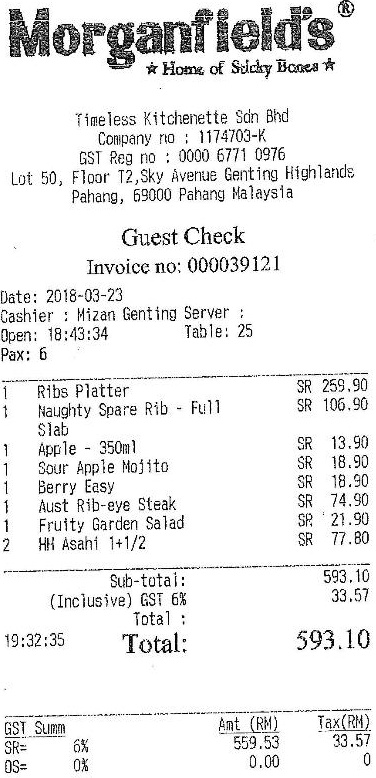 Morganfield's®
★ Home of Sticky Bones ★
Timeless Kitchenette Sdn Bhd
Company no : 1174703-K
GST Reg no : 0000 6771 0976
Lot 50, Floor T2,Sky Avenue Genting Highlands
Pahang, 69000 Pahang Malaysia
Guest Check
Invoice no: 000039121
Date: 2018-03-23
Cashier : Mizan Genting Server :
Open: 18:43:34 Table: 25
Pax: 6
1 Ribs Platter SR 259.90
1 Naughty Spare Rib - Full SR 106.90
Slab
1 Apple - 350ml SR 13.90
1 Sour Apple Mojito SR 18.90
1 Berry Easy SR 18.90
1 Aust Rib-eye Steak SR 74.90
1 Fruity Garden Salad SR 21.90
2 HH Asahi 1+1/2 SR 77.80
Sub-total: 593.10
(Inclusive) GST 6% 33.57
Total :
19:32:35 Total: 593.10
GST Summ Amt (RM) Tax(RM)
SR= 6% 559.53 33.57
OS= 0% 0.00 0